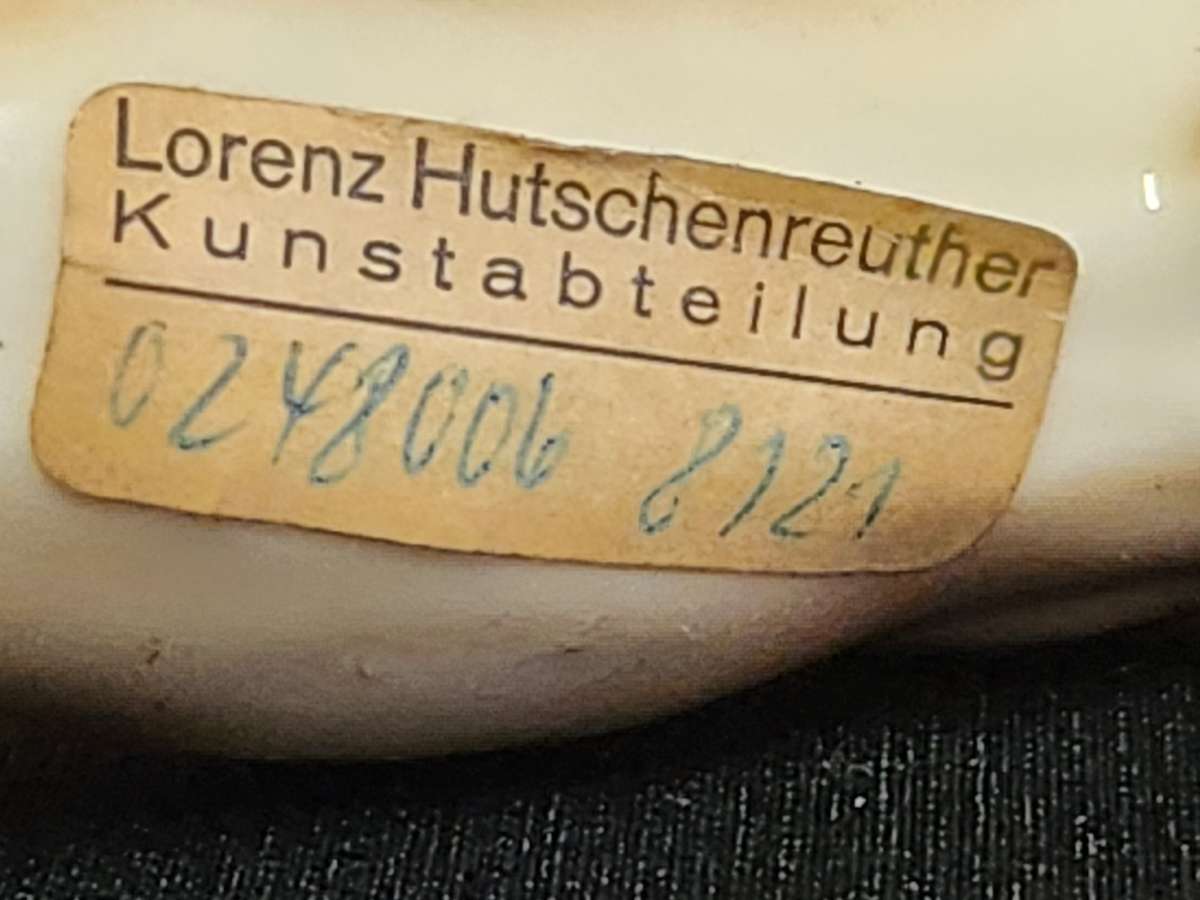 Lorenz Hutschenreuther
Kunstabteilung
0248006 8121